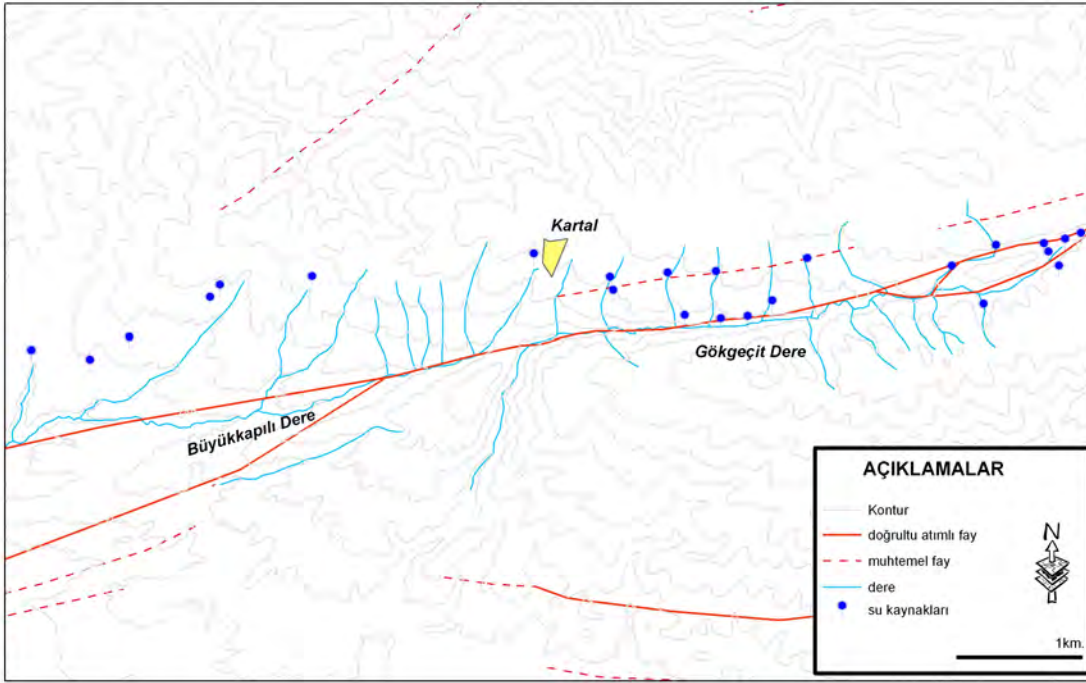 Kartal
Gökgeçit Dere
Büyükkapılı Dere
AÇIKLAMALAR
Kontur
doğrultu atımlı fay
muhtemel fay
dere
su kaynakları
N
1km.